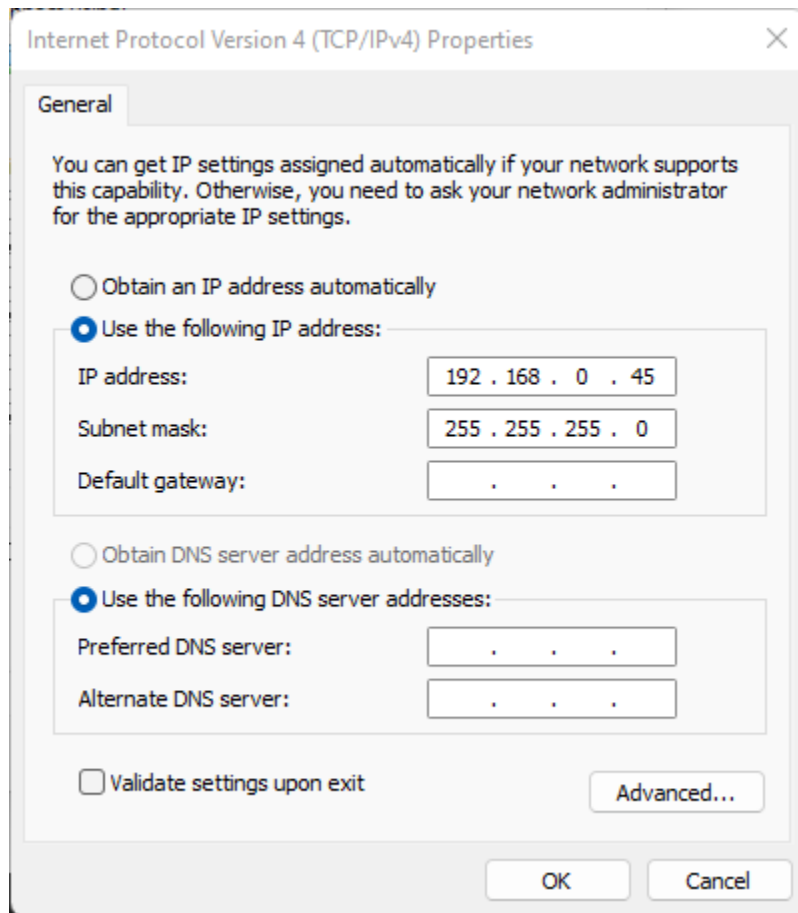 Internet Protocol Version 4 (TCP/IPv4) Properties
General
You can get IP settings assigned automatically if your network supports
this capability. Otherwise, you need to ask your network administrator
for the appropriate IP settings.
Obtain an IP address automatically
Use the following IP address:
IP address: 192 . 168 . 0 . 45
Subnet mask: 255 . 255 . 255 . 0
Default gateway: . . .
Obtain DNS server address automatically
Use the following DNS server addresses:
Preferred DNS server: . . .
Alternate DNS server: . . .
Validate settings upon exit
Advanced...
OK Cancel